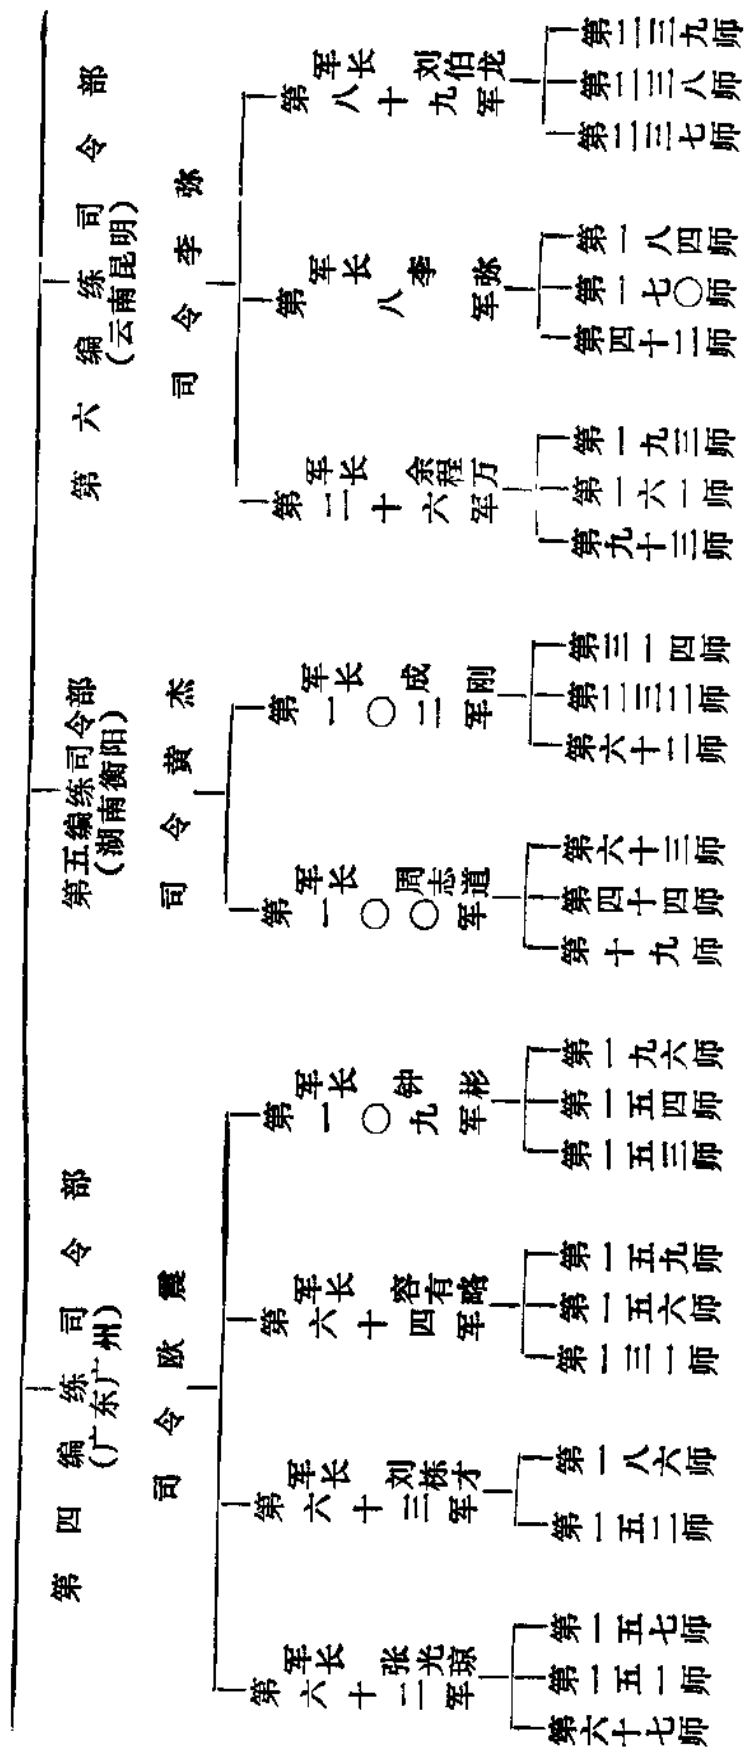 第四编练司令部
(广东广州)
司令欧震
第六十二军
军长 张光琼
第六十七师
第一五一师
第一五七师
第六十三军
军长 刘栋才
第一五二师
第一八六师
第六十四军
军长 容有略
第一三一师
第一五六师
第一五九师
第一〇九军
军长 钟彬
第一五三师
第一五四师
第一九六师
第五编练司令部
(湖南衡阳)
司令黄杰
第一〇〇军
军长 周志道
第十九师
第四十四师
第六十三师
第一〇二军
军长 成刚
第六十二师
第二三二师
第三一四师
第六编练司令部
(云南昆明)
司令李弥
第二十六军
军长 余程万
第九十三师
第一六一师
第一九三师
第八军
军长 李弥
第四十二师
第一七〇师
第一八四师
第八十九军
军长 刘伯龙
第二三七师
第二三八师
第二三九师